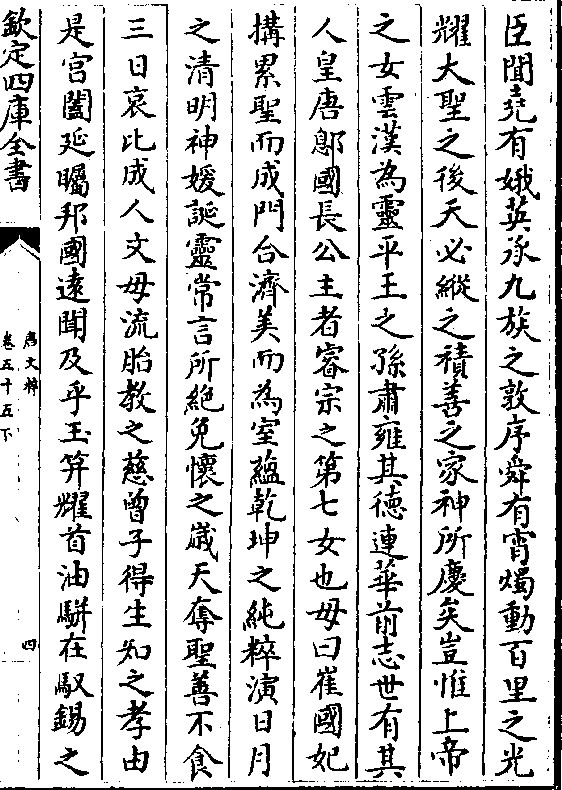 臣聞堯有娥英承九族之敦序舜有宵燭動百里之光
耀大聖之後天必縱之積善之家神所慶矣豈惟上帝
之女雲漢為靈平王之孫肅雍其德連華前志世有其
人皇唐鄎國長公主者睿宗之第七女也母曰崔國妃
搆累聖而成門合濟美而為室蘊乾坤之純粹演日月
之清明神媛誕靈常言所絶免懷之嵗天奪聖善不食
三日哀比成人文母流胎教之慈曽子得生知之孝由
是宫闈延矚邦國逺聞及乎玉笄耀首油軿在馭錫之
欽定四庫全書
唐文粹
卷五十五下
四